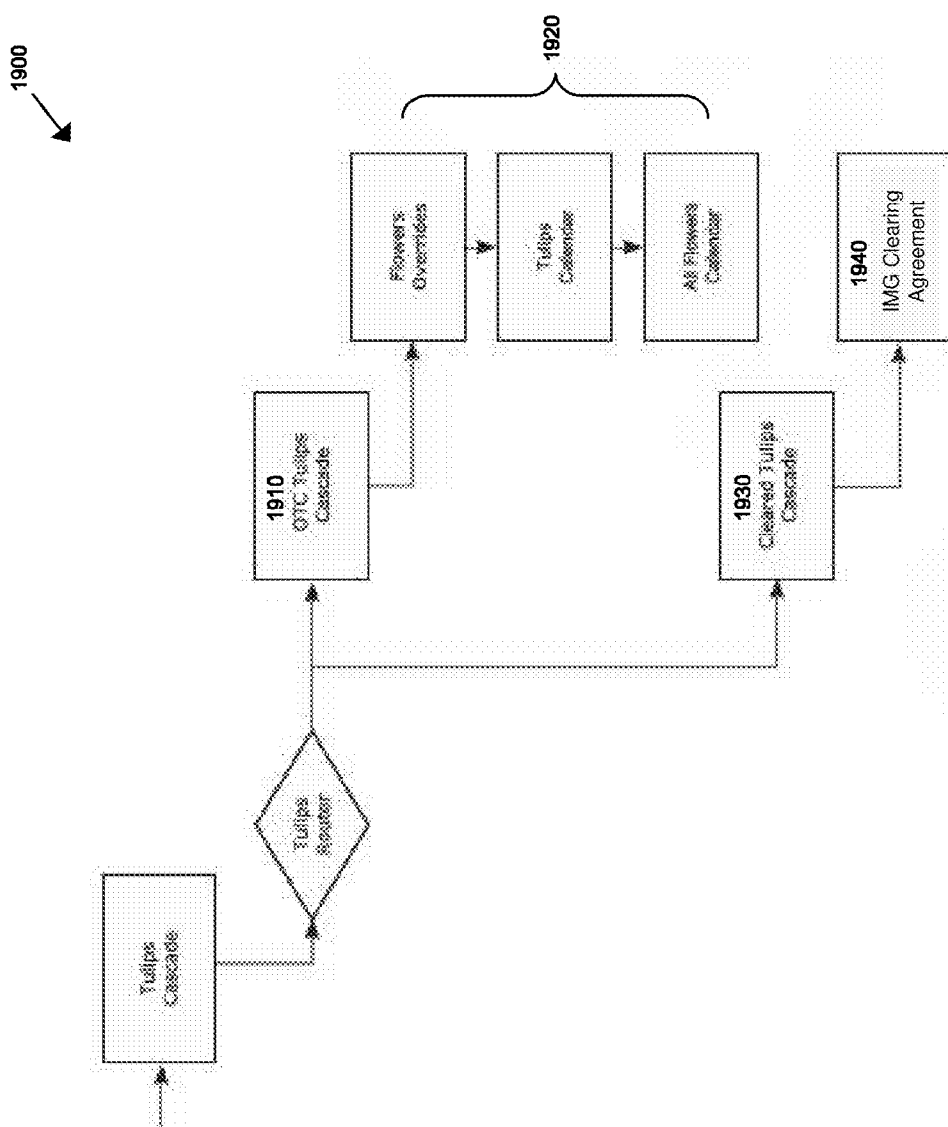 1900
Tulips
Cascade
Tulips
Router
1910
OTC Tulips
Cascade
Flowers
Overrides
Tulips
Calendar
All Flowers
Calendar
1920
1930
Cleared Tulips
Cascade
1940
IMG Clearing
Agreement